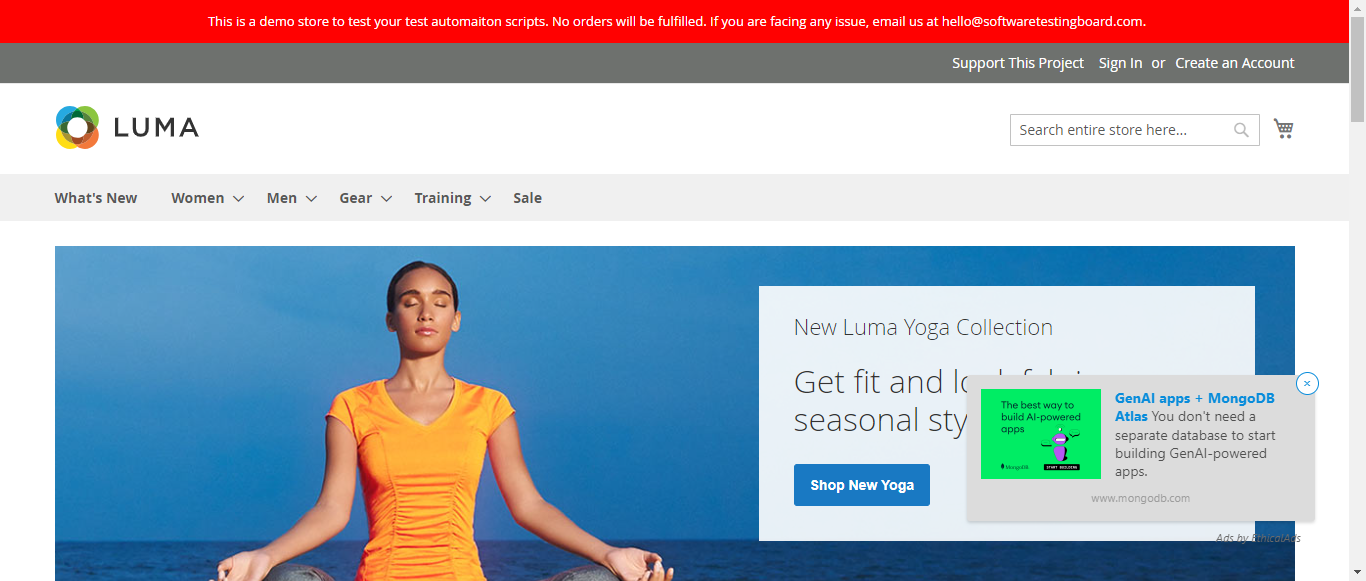 This is a demo store to test your test automaiton scripts. No orders will be fulfilled. If you are facing any issue, email us at hello@softwaretestingboard.com.
Support This Project Sign In or Create an Account
LUMA
Search entire store here...
What's New Women Men Gear Training Sale
New Luma Yoga Collection
Get fit and look fab in
seasonal sty
Shop New Yoga
The best way to
build AI-powered
apps
MongoDB
START BUILDING
GenAI apps + MongoDB
Atlas You don't need a
separate database to start
building GenAI-powered
apps.
www.mongodb.com
Ads by EthicalAds